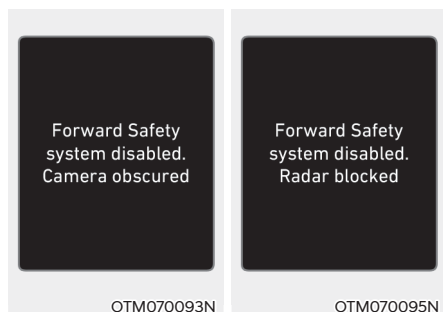 Forward Safety
system disabled.
Camera obscured
OTM070093N
Forward Safety
system disabled.
Radar blocked
OTM070095N